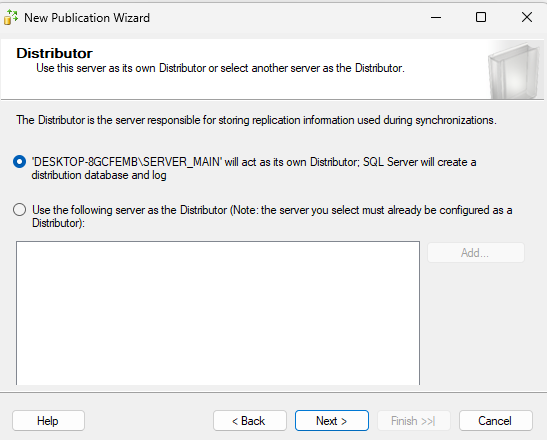 New Publication Wizard
Distributor
Use this server as its own Distributor or select another server as the Distributor.
The Distributor is the server responsible for storing replication information used during synchronizations.
'DESKTOP-8GCFEMB\SERVER_MAIN' will act as its own Distributor; SQL Server will create a
distribution database and log
Use the following server as the Distributor (Note: the server you select must already be configured as a
Distributor):
Add...
Help
< Back
Next >
Finish >>|
Cancel